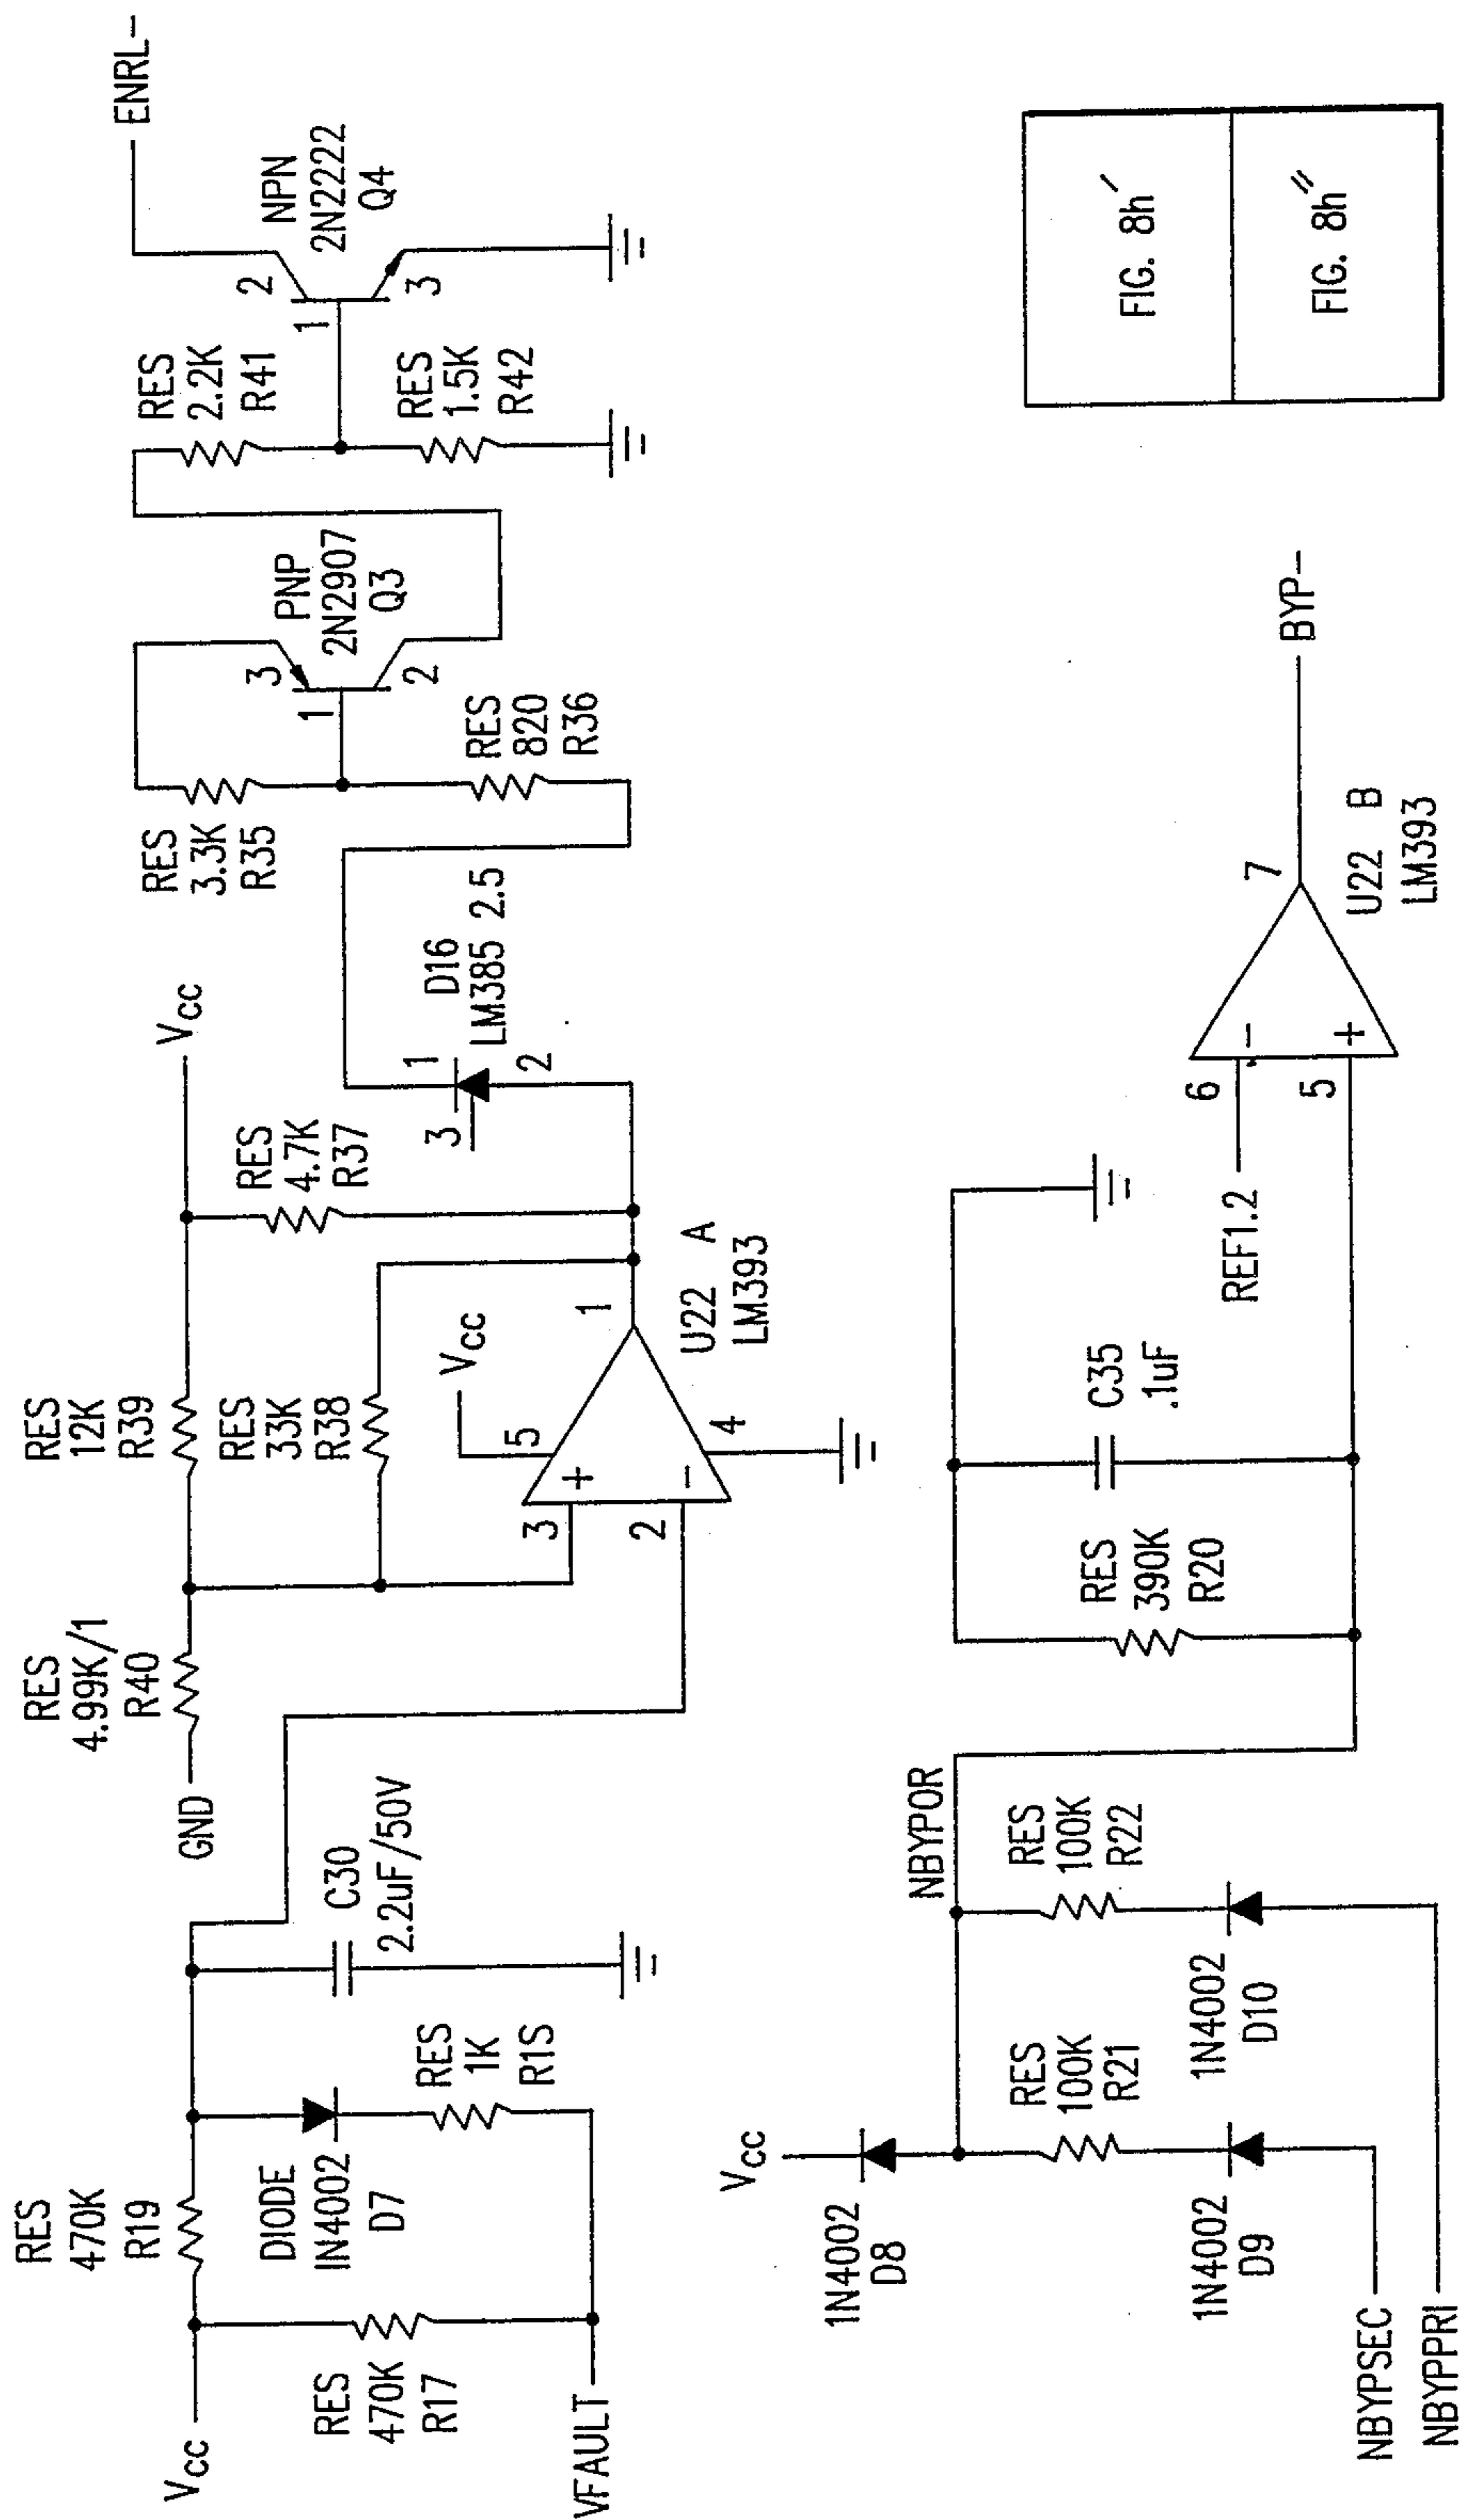 RES
470K
R19
Vcc
RES
470K
R17
VFAULT
DIODE
IN4002
D7
RES
1K
R1S
C30
2.2uF/50V
GND
RES
4.99K/1
R40
RES
12K
R39
RES
33K
R38
Vcc
3
2
5
4
1
+
-
U22 A
LM393
Vcc
RES
4.7K
R37
D16
LM385 2.5
1
2
3
RES
3.3K
R35
RES
820
R36
PNP
2N2907
Q3
3
1
2
RES
2.2K
R41
RES
1.5K
R42
NPN
2N2222
Q4
2
1
3
ENRL-
Vcc
1N4002
D8
NBYPOR
RES
100K
R21
RES
100K
R22
1N4002
D9
1N4002
D10
NBYPSEC
NBYPPRI
RES
390K
R20
C35
.1uF
REF1.2
6
5
-
+
7
U22 B
LM393
BYP-
FIG. 8h′
FIG. 8h″